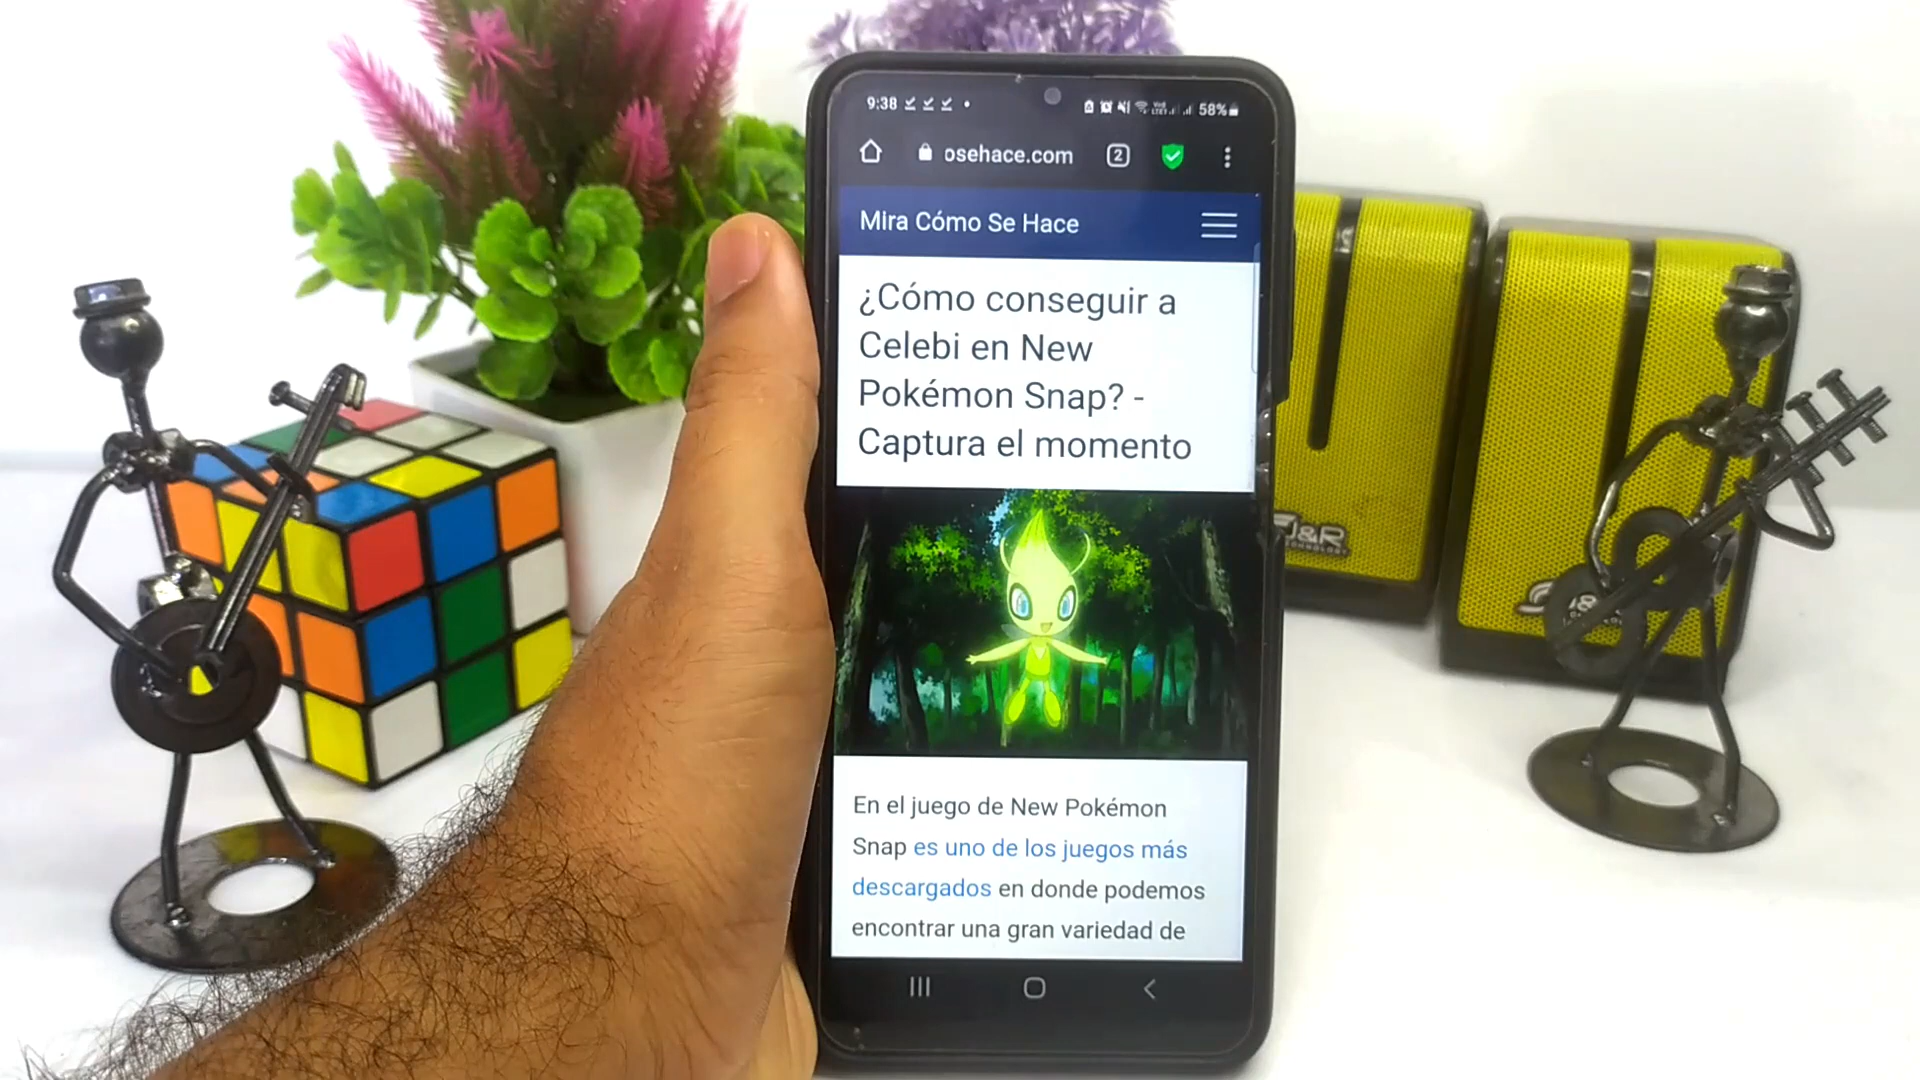 9:38
58%
osehace.com
2
Mira Cómo Se Hace
¿Cómo conseguir a
Celebi en New
Pokémon Snap? -
Captura el momento
En el juego de New Pokémon
Snap es uno de los juegos más
descargados en donde podemos
encontrar una gran variedad de
J&R